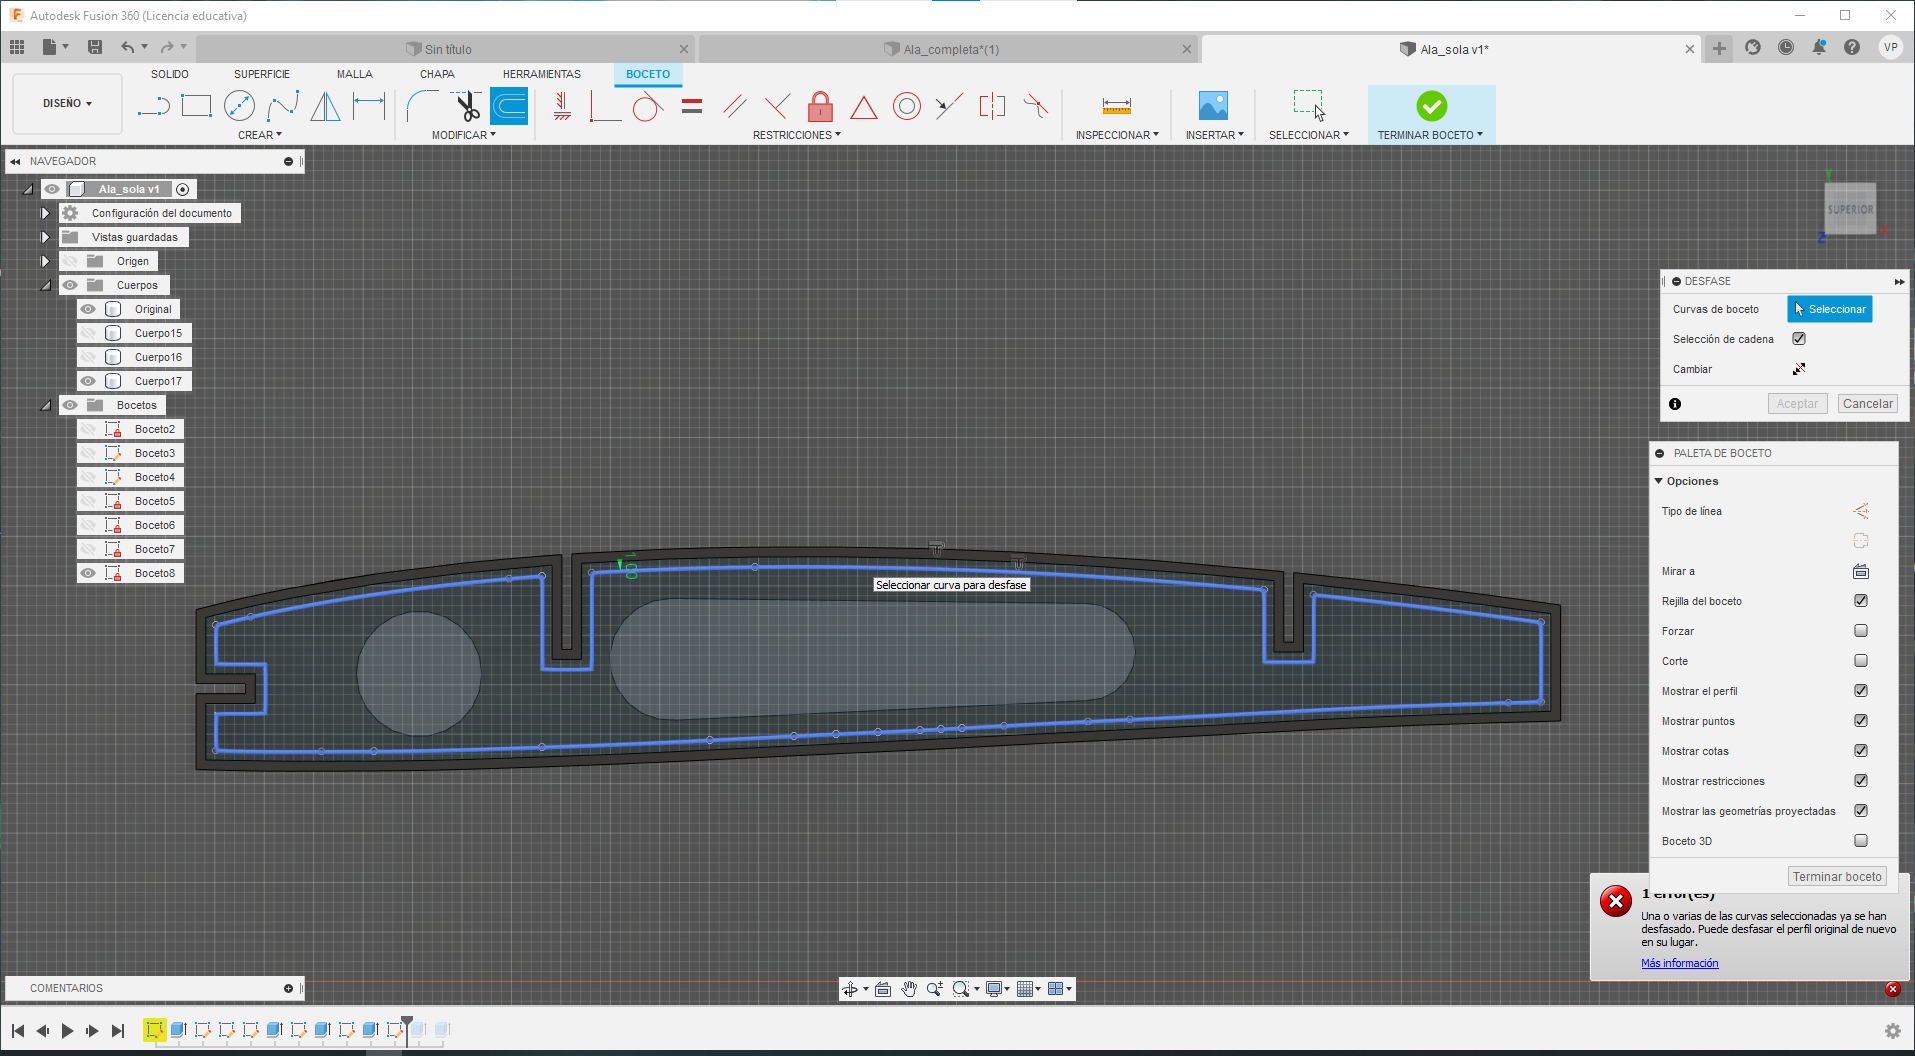 Autodesk Fusion 360 (Licencia educativa)
Sin título
Ala_completa*(1)
Ala_sola v1*
VP
DISEÑO
SOLIDO
SUPERFICIE
MALLA
CHAPA
HERRAMIENTAS
BOCETO
CREAR
MODIFICAR
RESTRICCIONES
INSPECCIONAR
INSERTAR
SELECCIONAR
TERMINAR BOCETO
NAVEGADOR
Ala_sola v1
Configuración del documento
Vistas guardadas
Origen
Cuerpos
Original
Cuerpo15
Cuerpo16
Cuerpo17
Bocetos
Boceto2
Boceto3
Boceto4
Boceto5
Boceto6
Boceto7
Boceto8
Y
SUPERIOR
Z
X
DESFASE
Curvas de boceto
Seleccionar
Selección de cadena
Cambiar
Aceptar
Cancelar
PALETA DE BOCETO
Opciones
Tipo de línea
Mirar a
Rejilla del boceto
Forzar
Corte
Mostrar el perfil
Mostrar puntos
Mostrar cotas
Mostrar restricciones
Mostrar las geometrías proyectadas
Boceto 3D
Terminar boceto
Seleccionar curva para desfase
1 error(es)
Una o varias de las curvas seleccionadas ya se han
desfasado. Puede desfasar el perfil original de nuevo
en su lugar.
Más información
COMENTARIOS